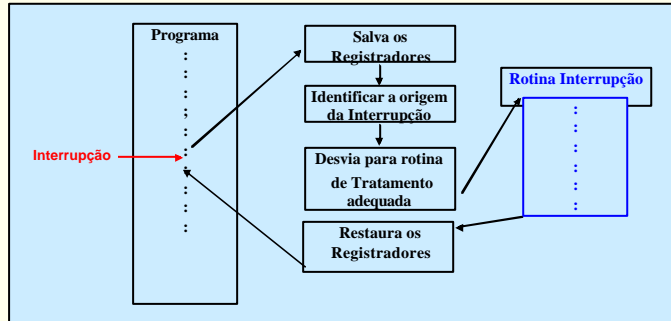 Programa
Interrupção
Salva os
Registradores
Identificar a origem
da Interrupção
Desvia para rotina
de Tratamento
adequada
Rotina Interrupção
Restaura os
Registradores